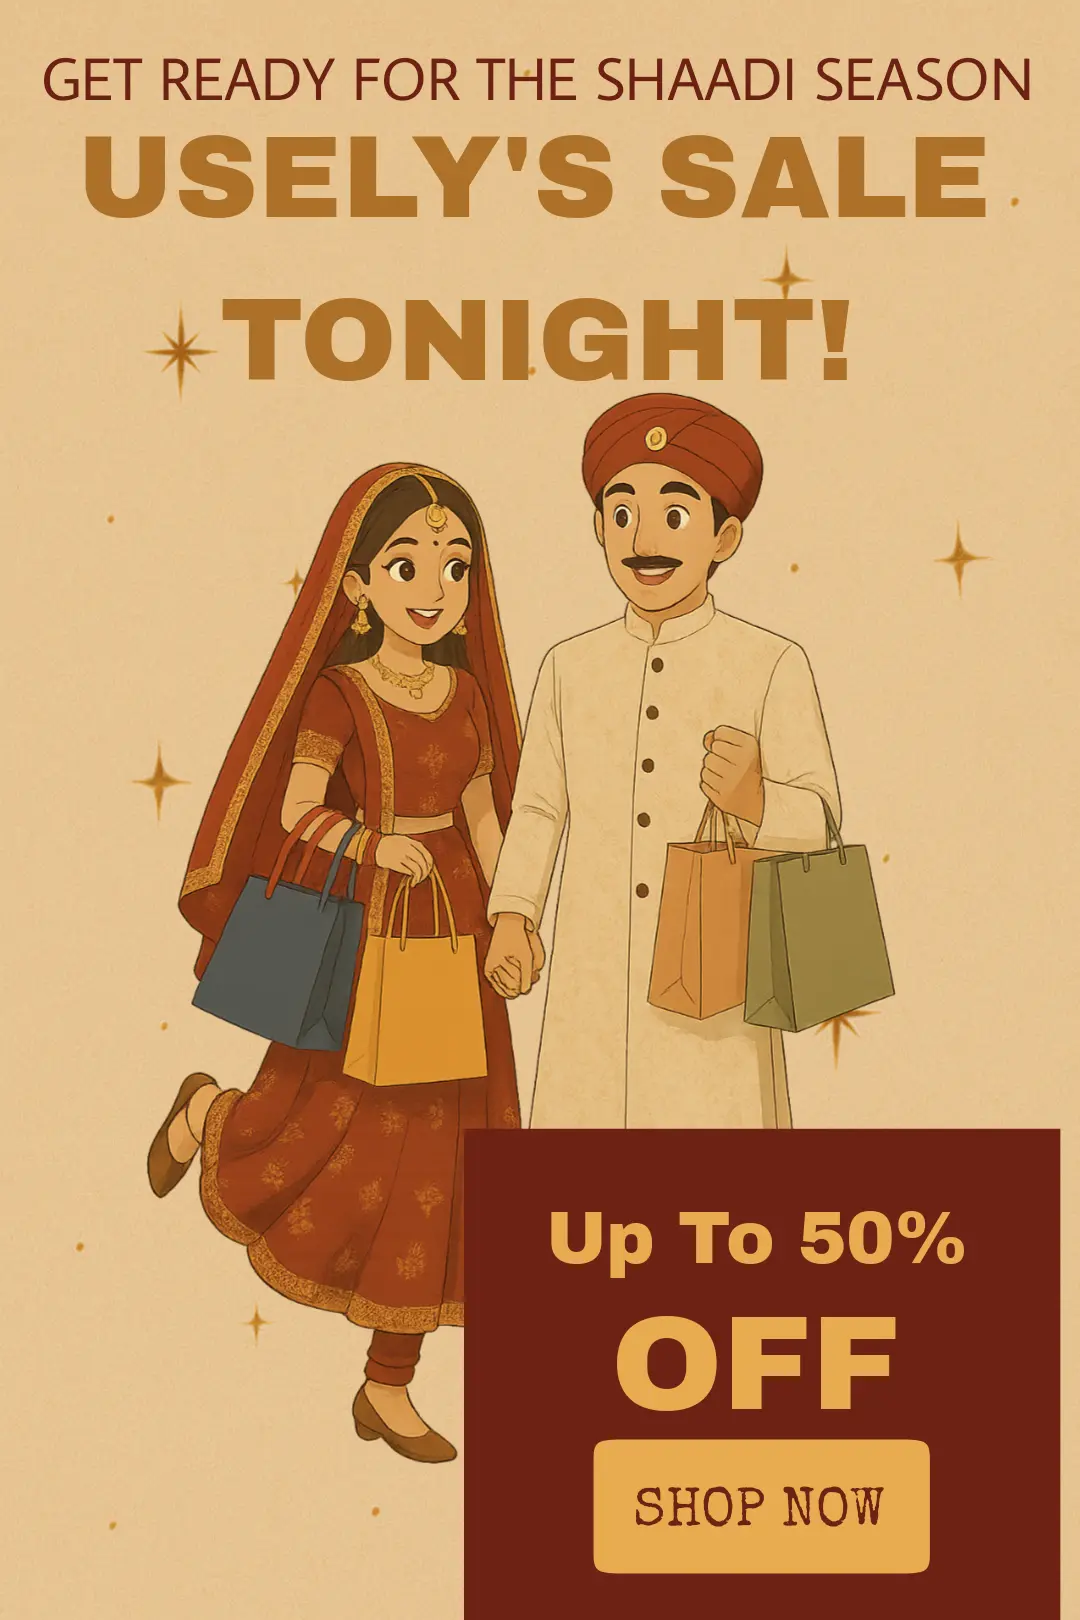 GET READY FOR THE SHAADI SEASON
USELY'S SALE
TONIGHT!
Up To 50%
OFF
SHOP NOW